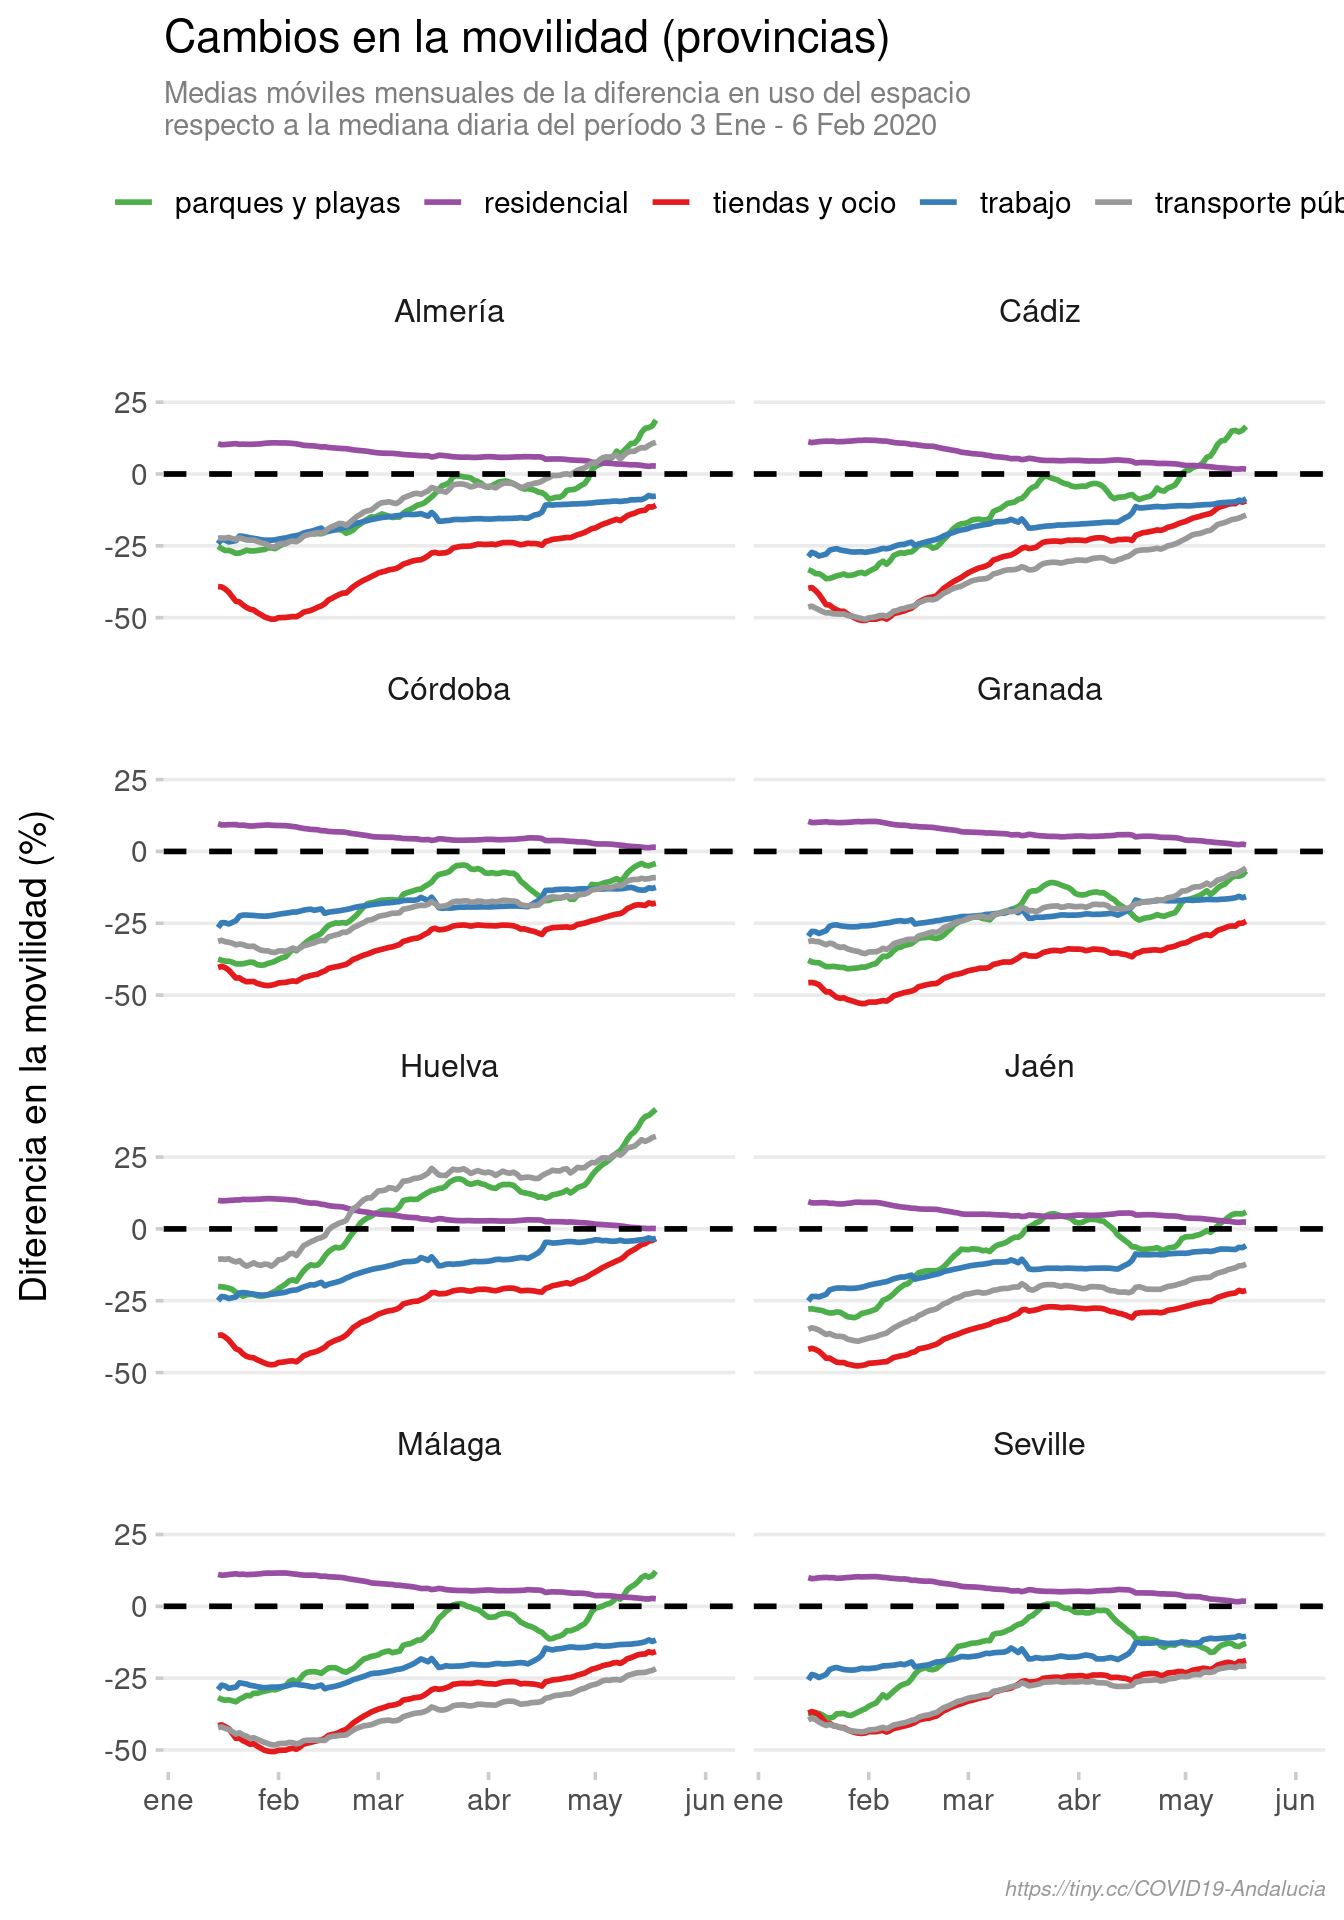 Cambios en la movilidad (provincias)
Medias móviles mensuales de la diferencia en uso del espacio
respecto a la mediana diaria del período 3 Ene - 6 Feb 2020
parques y playas residencial tiendas y ocio trabajo transporte púb
Almería Cádiz
25
0
-25
-50
Córdoba Granada
25
0
-25
-50
Diferencia en la movilidad (%)
Huelva Jaén
25
0
-25
-50
Málaga Seville
25
0
-25
-50
ene feb mar abr may jun ene feb mar abr may jun
https://tiny.cc/COVID19-Andalucia